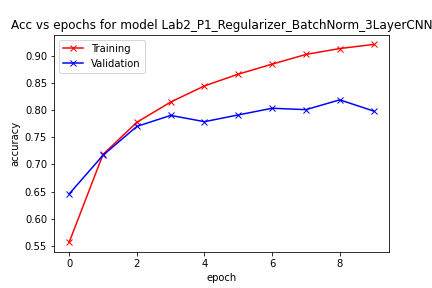 Acc vs epochs for model Lab2_P1_Regularizer_BatchNorm_3LayerCNN
Training
Validation
0.90
0.85
0.80
0.75
0.70
0.65
0.60
0.55
accuracy
0 2 4 6 8
epoch